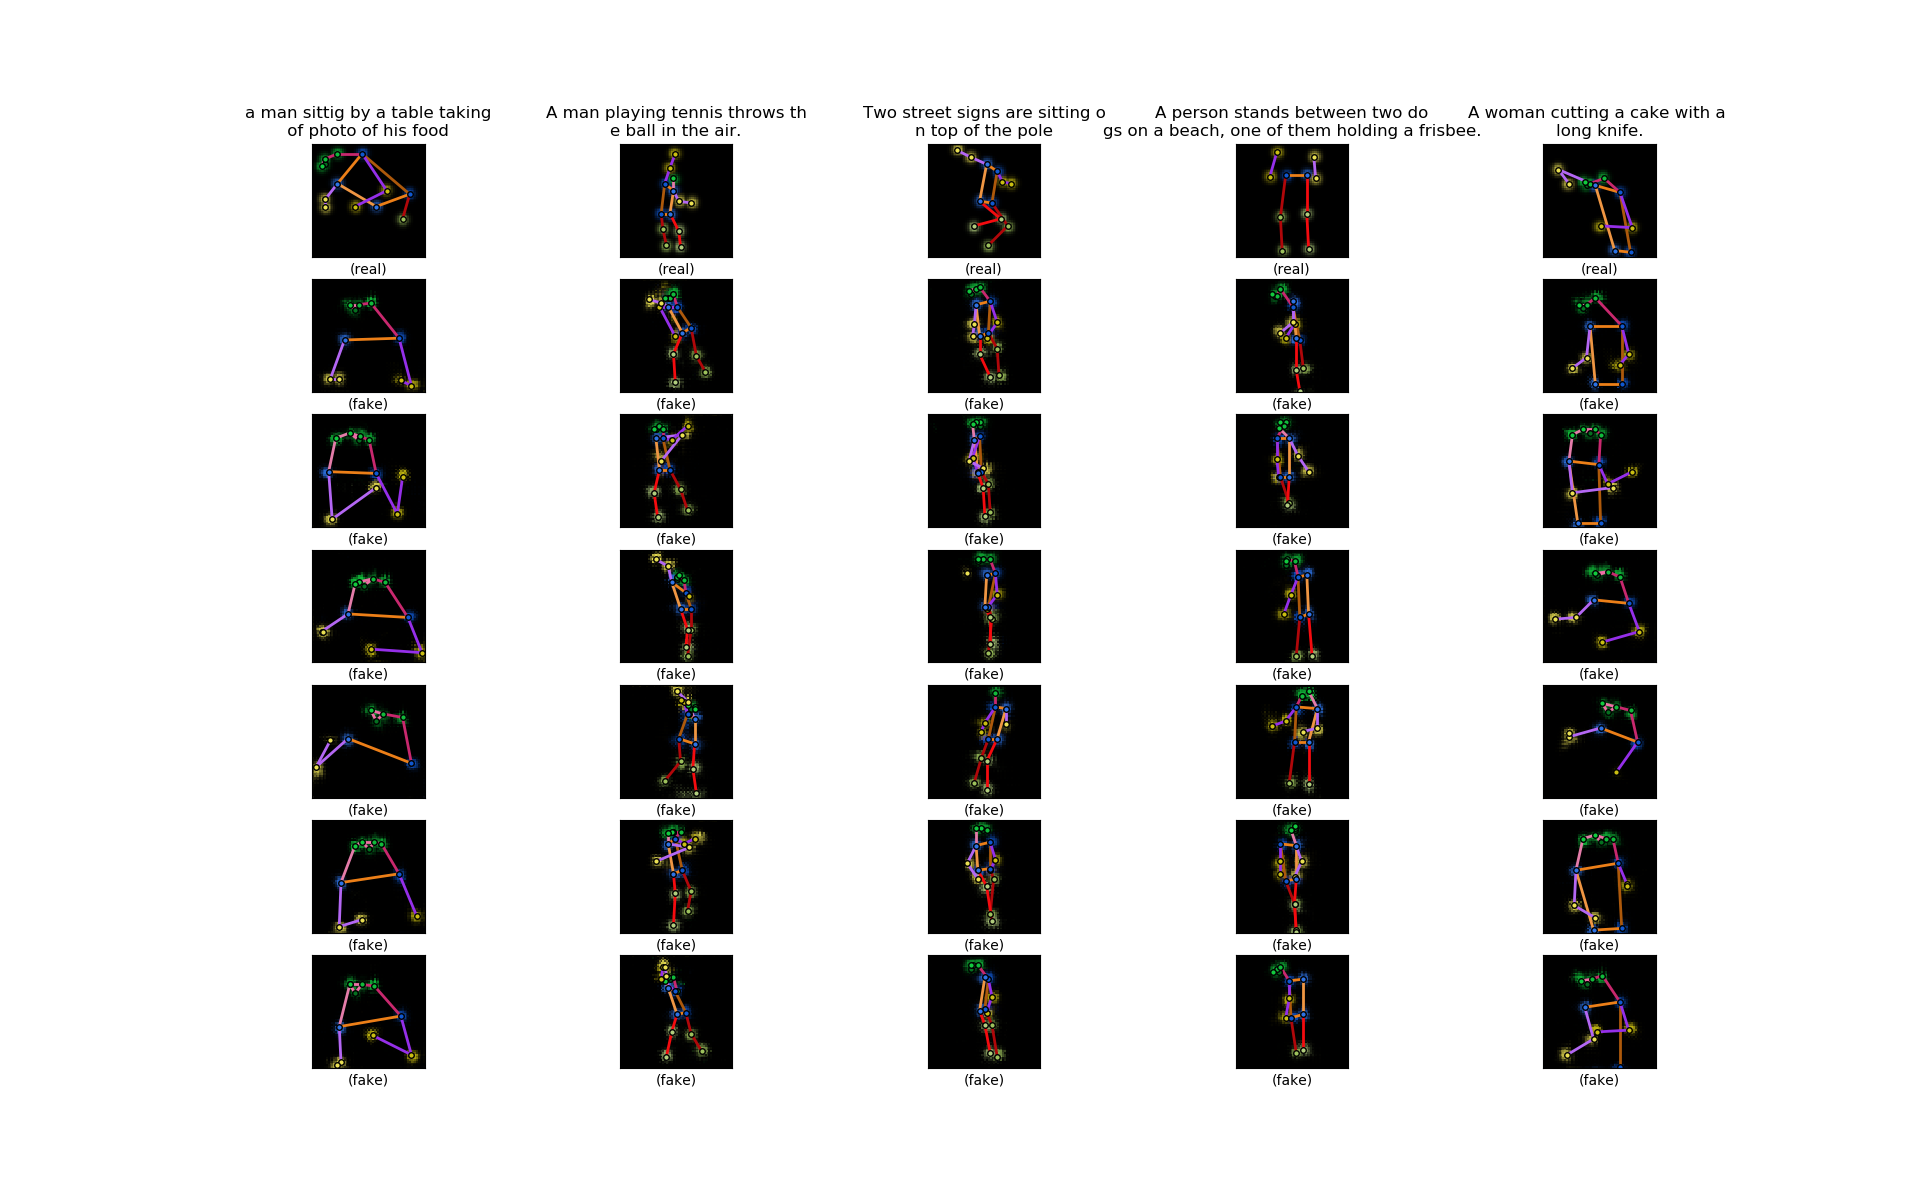 a man sittig by a table taking
of photo of his food
A man playing tennis throws th
e ball in the air.
Two street signs are sitting o
n top of the pole
A person stands between two do
gs on a beach, one of them holding a frisbee.
A woman cutting a cake with a
long knife.
(real) (real) (real) (real) (real)
(fake) (fake) (fake) (fake) (fake)
(fake) (fake) (fake) (fake) (fake)
(fake) (fake) (fake) (fake) (fake)
(fake) (fake) (fake) (fake) (fake)
(fake) (fake) (fake) (fake) (fake)
(fake) (fake) (fake) (fake) (fake)